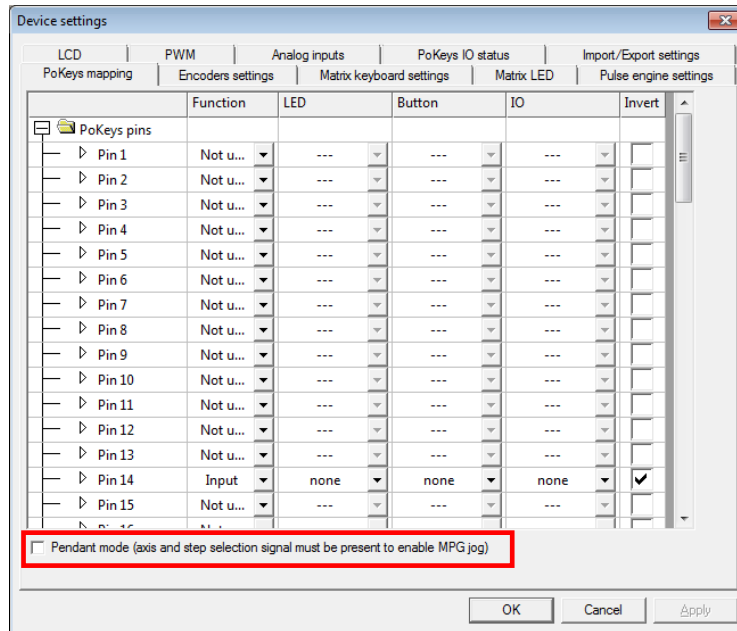 Device settings
LCD PWM Analog inputs PoKeys IO status Import/Export settings
PoKeys mapping Encoders settings Matrix keyboard settings Matrix LED Pulse engine settings
Function LED Button IO Invert
PoKeys pins
Pin 1 Not u... --- --- ---
Pin 2 Not u... --- --- ---
Pin 3 Not u... --- --- ---
Pin 4 Not u... --- --- ---
Pin 5 Not u... --- --- ---
Pin 6 Not u... --- --- ---
Pin 7 Not u... --- --- ---
Pin 8 Not u... --- --- ---
Pin 9 Not u... --- --- ---
Pin 10 Not u... --- --- ---
Pin 11 Not u... --- --- ---
Pin 12 Not u... --- --- ---
Pin 13 Not u... --- --- ---
Pin 14 Input none none none
Pin 15 Not u... --- --- ---
Pendant mode (axis and step selection signal must be present to enable MPG jog)
OK Cancel Apply